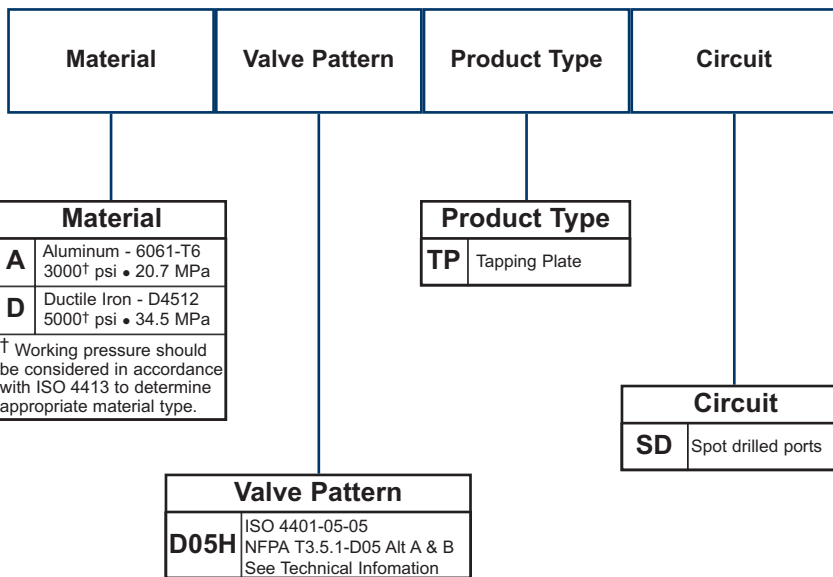 Material
Valve Pattern
Product Type
Circuit
Material
A
Aluminum - 6061-T6
3000† psi • 20.7 MPa
D
Ductile Iron - D4512
5000† psi • 34.5 MPa
† Working pressure should
be considered in accordance
with ISO 4413 to determine
appropriate material type.
Product Type
TP
Tapping Plate
Circuit
SD
Spot drilled ports
Valve Pattern
D05H
ISO 4401-05-05
NFPA T3.5.1-D05 Alt A & B
See Technical Infomation